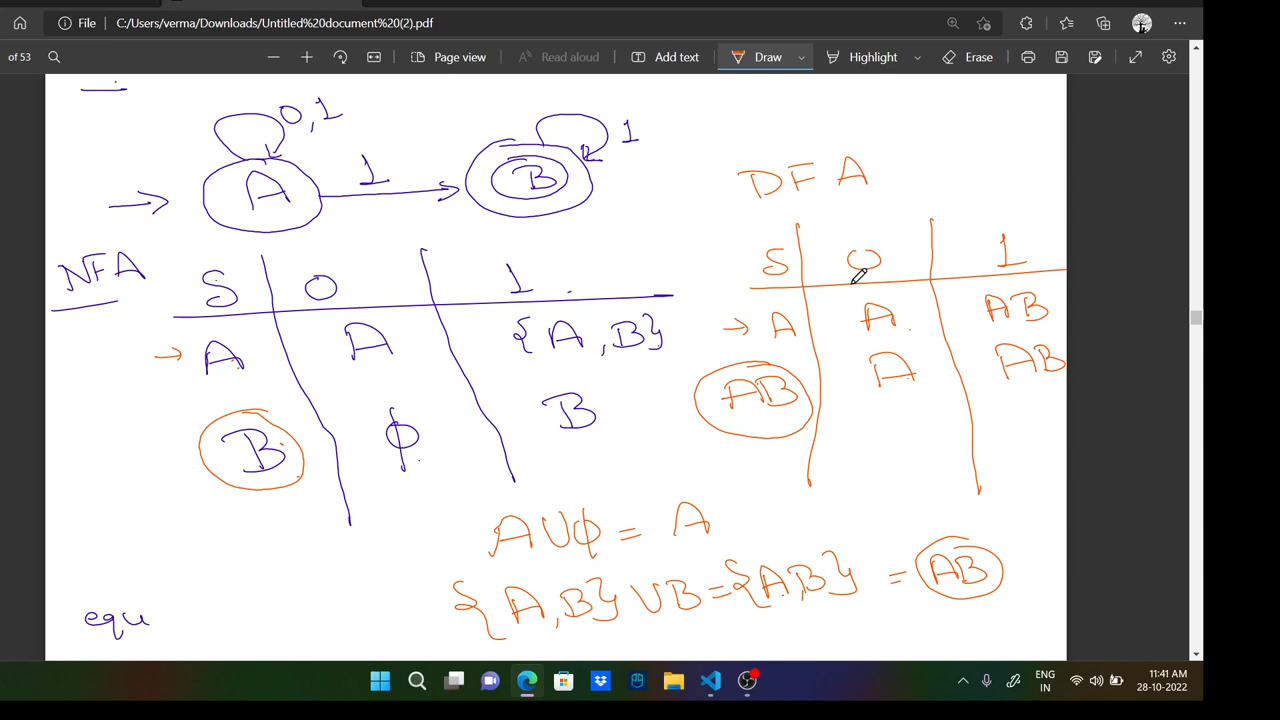 File C:/Users/verma/Downloads/Untitled%20document%20(2).pdf
of 53 Page view Read aloud Add text Draw Highlight Erase
0,1
1
A 1 B
DFA
NFA
S 0 1
A A {A,B}
B ϕ B
S 0 1
A A AB
AB A AB
A∪ϕ = A
{A,B} ∪ B = {A,B} = AB
equ
ENG
IN
11:41 AM
28-10-2022